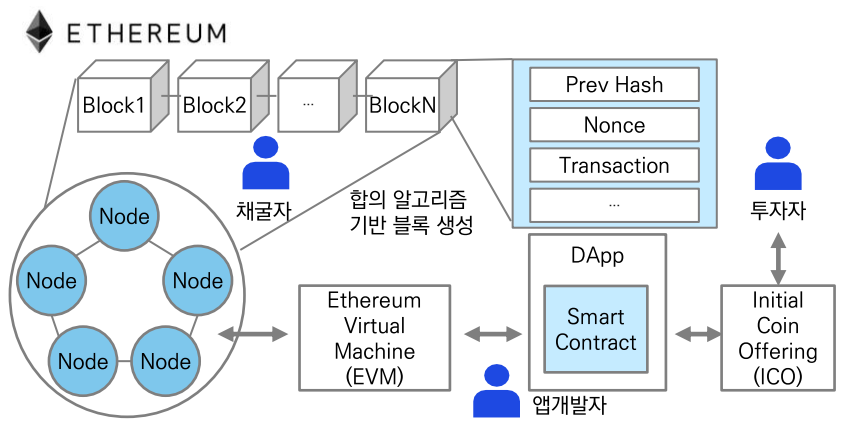 ETHEREUM
Block1
Block2
...
BlockN
Prev Hash
Nonce
Transaction
...
채굴자
합의 알고리즘
기반 블록 생성
투자자
Node
Node
Node
Node
Node
Ethereum
Virtual
Machine
(EVM)
DApp
Smart
Contract
Initial
Coin
Offering
(ICO)
앱개발자